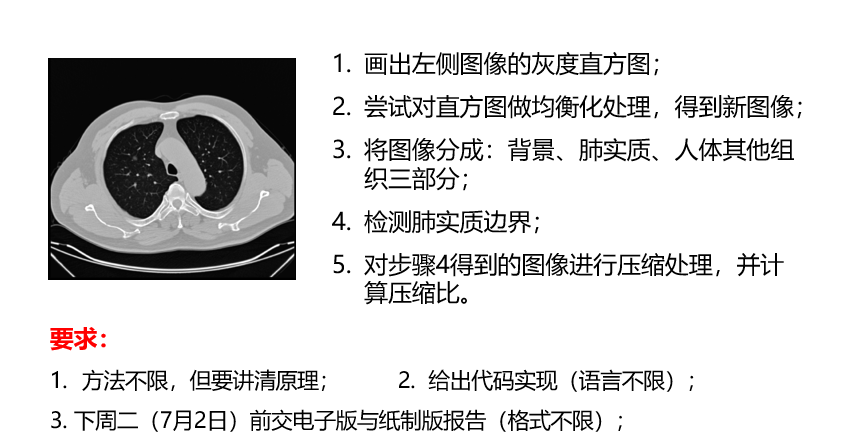 1. 画出左侧图像的灰度直方图；
2. 尝试对直方图做均衡化处理，得到新图像；
3. 将图像分成：背景、肺实质、人体其他组
织三部分；
4. 检测肺实质边界；
5. 对步骤4得到的图像进行压缩处理，并计
算压缩比。
要求：
1. 方法不限，但要讲清原理； 2. 给出代码实现（语言不限）；
3. 下周二（7月2日）前交电子版与纸制版报告（格式不限）；